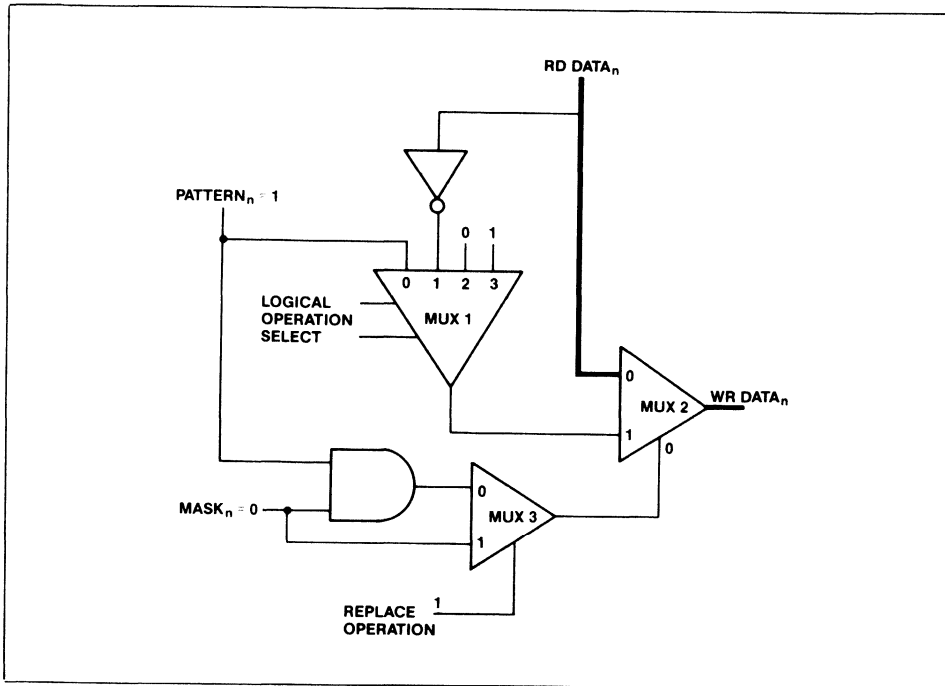 RD DATAn
PATTERNn = 1
0 1
0 1 2 3
LOGICAL
OPERATION
SELECT
MUX 1
0
MUX 2
WR DATAn
1
0
0
MASKn = 0
MUX 3
1
1
REPLACE
OPERATION